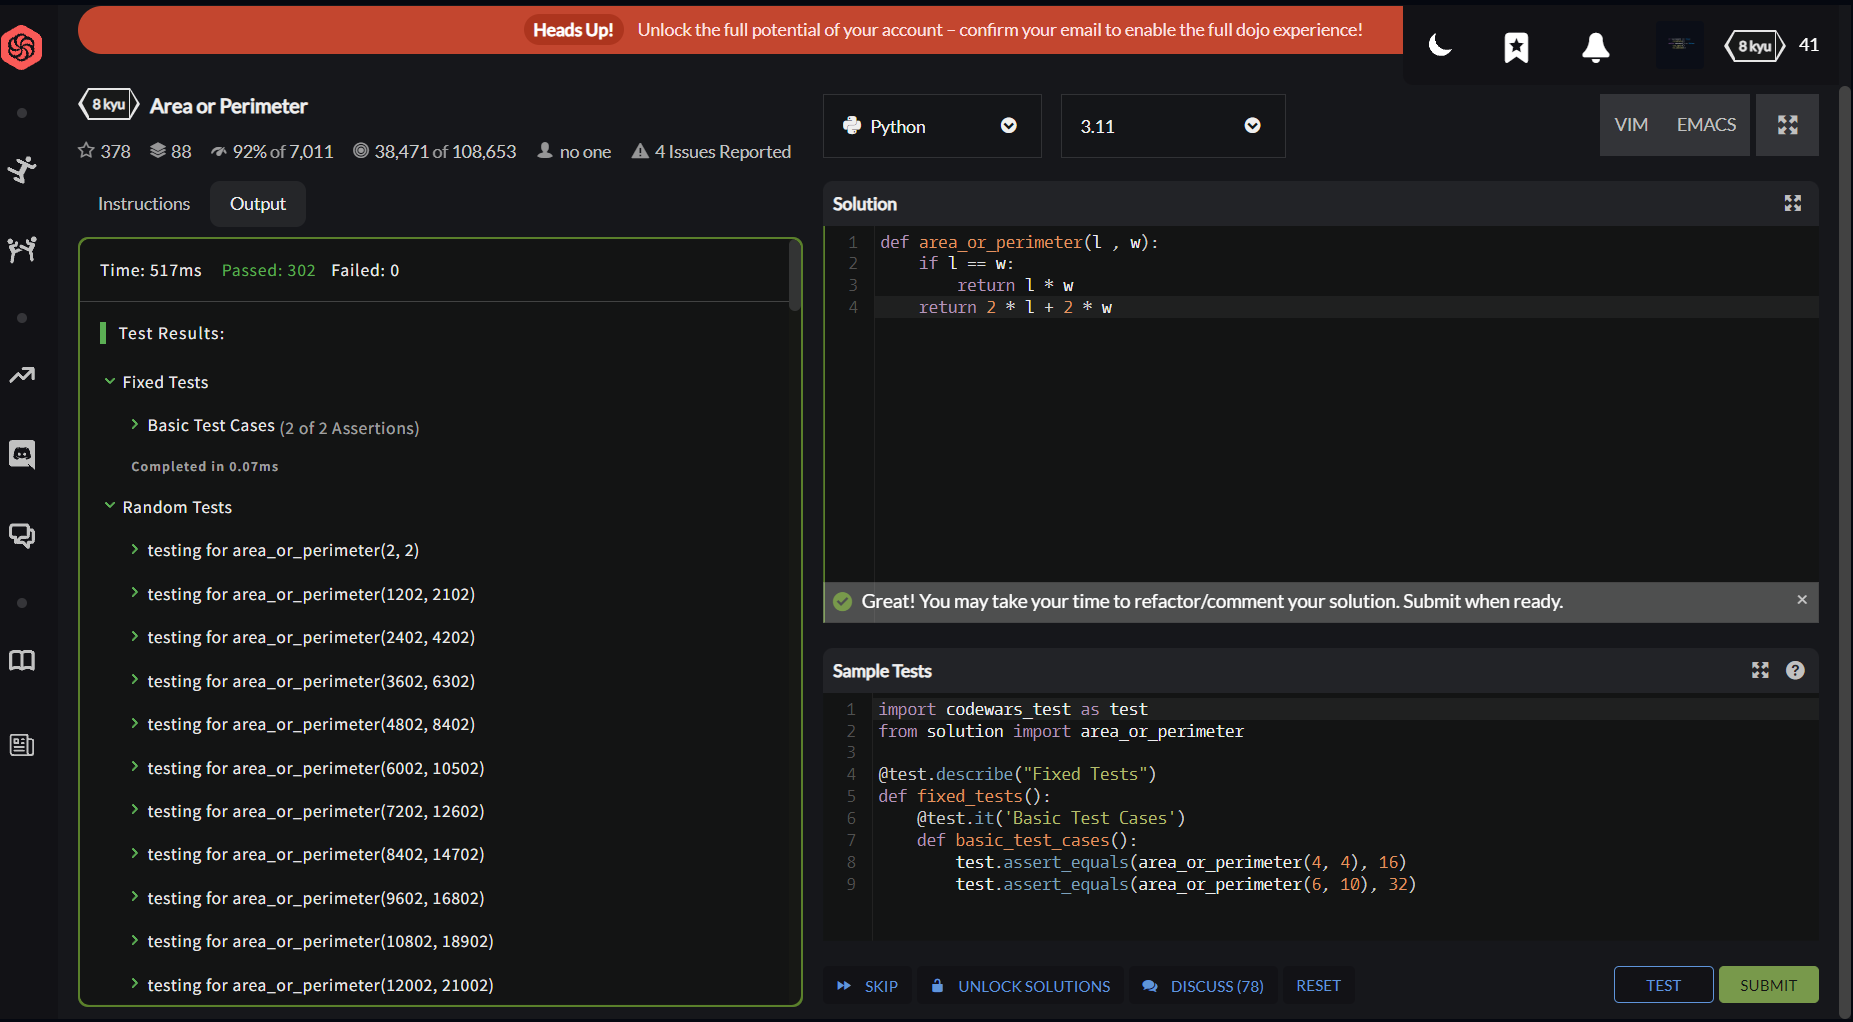 Heads Up! Unlock the full potential of your account – confirm your email to enable the full dojo experience!
8 kyu 41
8 kyu Area or Perimeter
378 88 92% of 7,011 38,471 of 108,653 no one 4 Issues Reported
Instructions Output
Time: 517ms Passed: 302 Failed: 0
Test Results:
Fixed Tests
Basic Test Cases (2 of 2 Assertions)
Completed in 0.07ms
Random Tests
testing for area_or_perimeter(2, 2)
testing for area_or_perimeter(1202, 2102)
testing for area_or_perimeter(2402, 4202)
testing for area_or_perimeter(3602, 6302)
testing for area_or_perimeter(4802, 8402)
testing for area_or_perimeter(6002, 10502)
testing for area_or_perimeter(7202, 12602)
testing for area_or_perimeter(8402, 14702)
testing for area_or_perimeter(9602, 16802)
testing for area_or_perimeter(10802, 18902)
testing for area_or_perimeter(12002, 21002)
Python 3.11 VIM EMACS
Solution
1 def area_or_perimeter(l , w):
2     if l == w:
3         return l * w
4     return 2 * l + 2 * w
Great! You may take your time to refactor/comment your solution. Submit when ready. ×
Sample Tests ?
1 import codewars_test as test
2 from solution import area_or_perimeter
3
4 @test.describe("Fixed Tests")
5 def fixed_tests():
6     @test.it('Basic Test Cases')
7     def basic_test_cases():
8         test.assert_equals(area_or_perimeter(4, 4), 16)
9         test.assert_equals(area_or_perimeter(6, 10), 32)
SKIP UNLOCK SOLUTIONS DISCUSS (78) RESET TEST SUBMIT